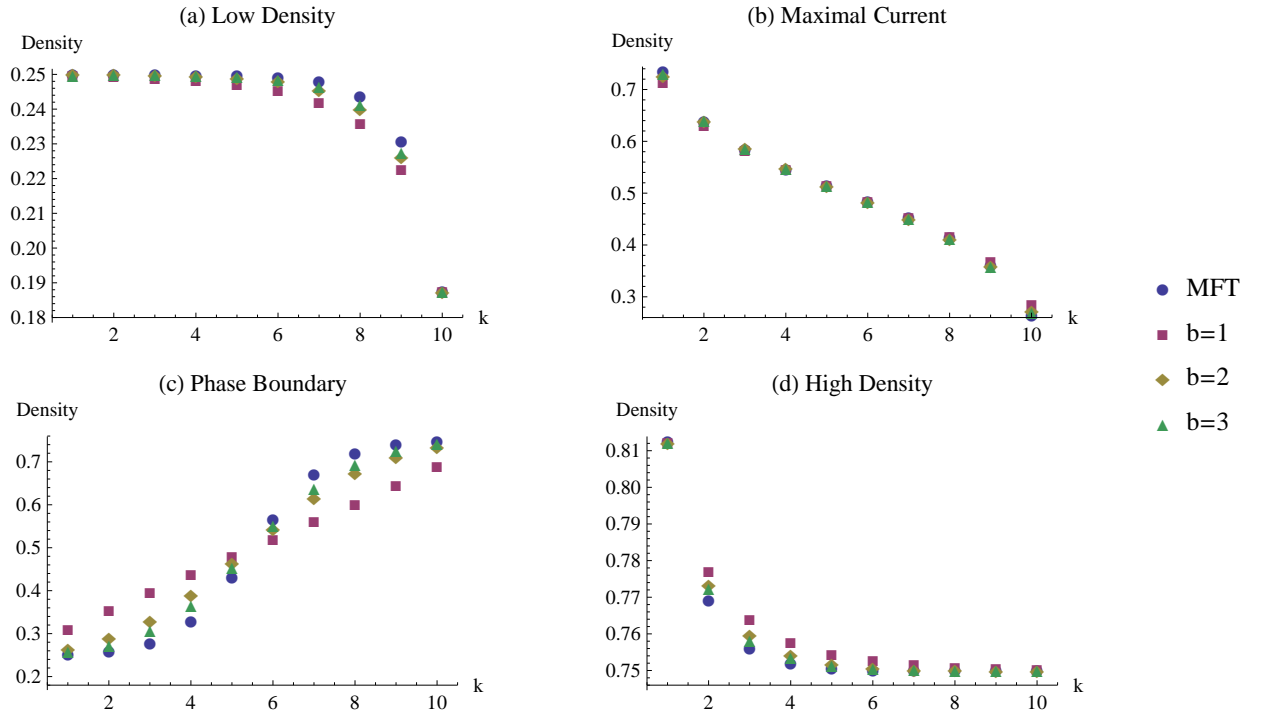 (a) Low Density
Density
0.25
0.24
0.23
0.22
0.21
0.20
0.19
0.18
2 4 6 8 10
k
(b) Maximal Current
Density
0.7
0.6
0.5
0.4
0.3
2 4 6 8 10
k
(c) Phase Boundary
Density
0.7
0.6
0.5
0.4
0.3
0.2
2 4 6 8 10
k
(d) High Density
Density
0.81
0.80
0.79
0.78
0.77
0.76
0.75
2 4 6 8 10
k
MFT
b=1
b=2
b=3